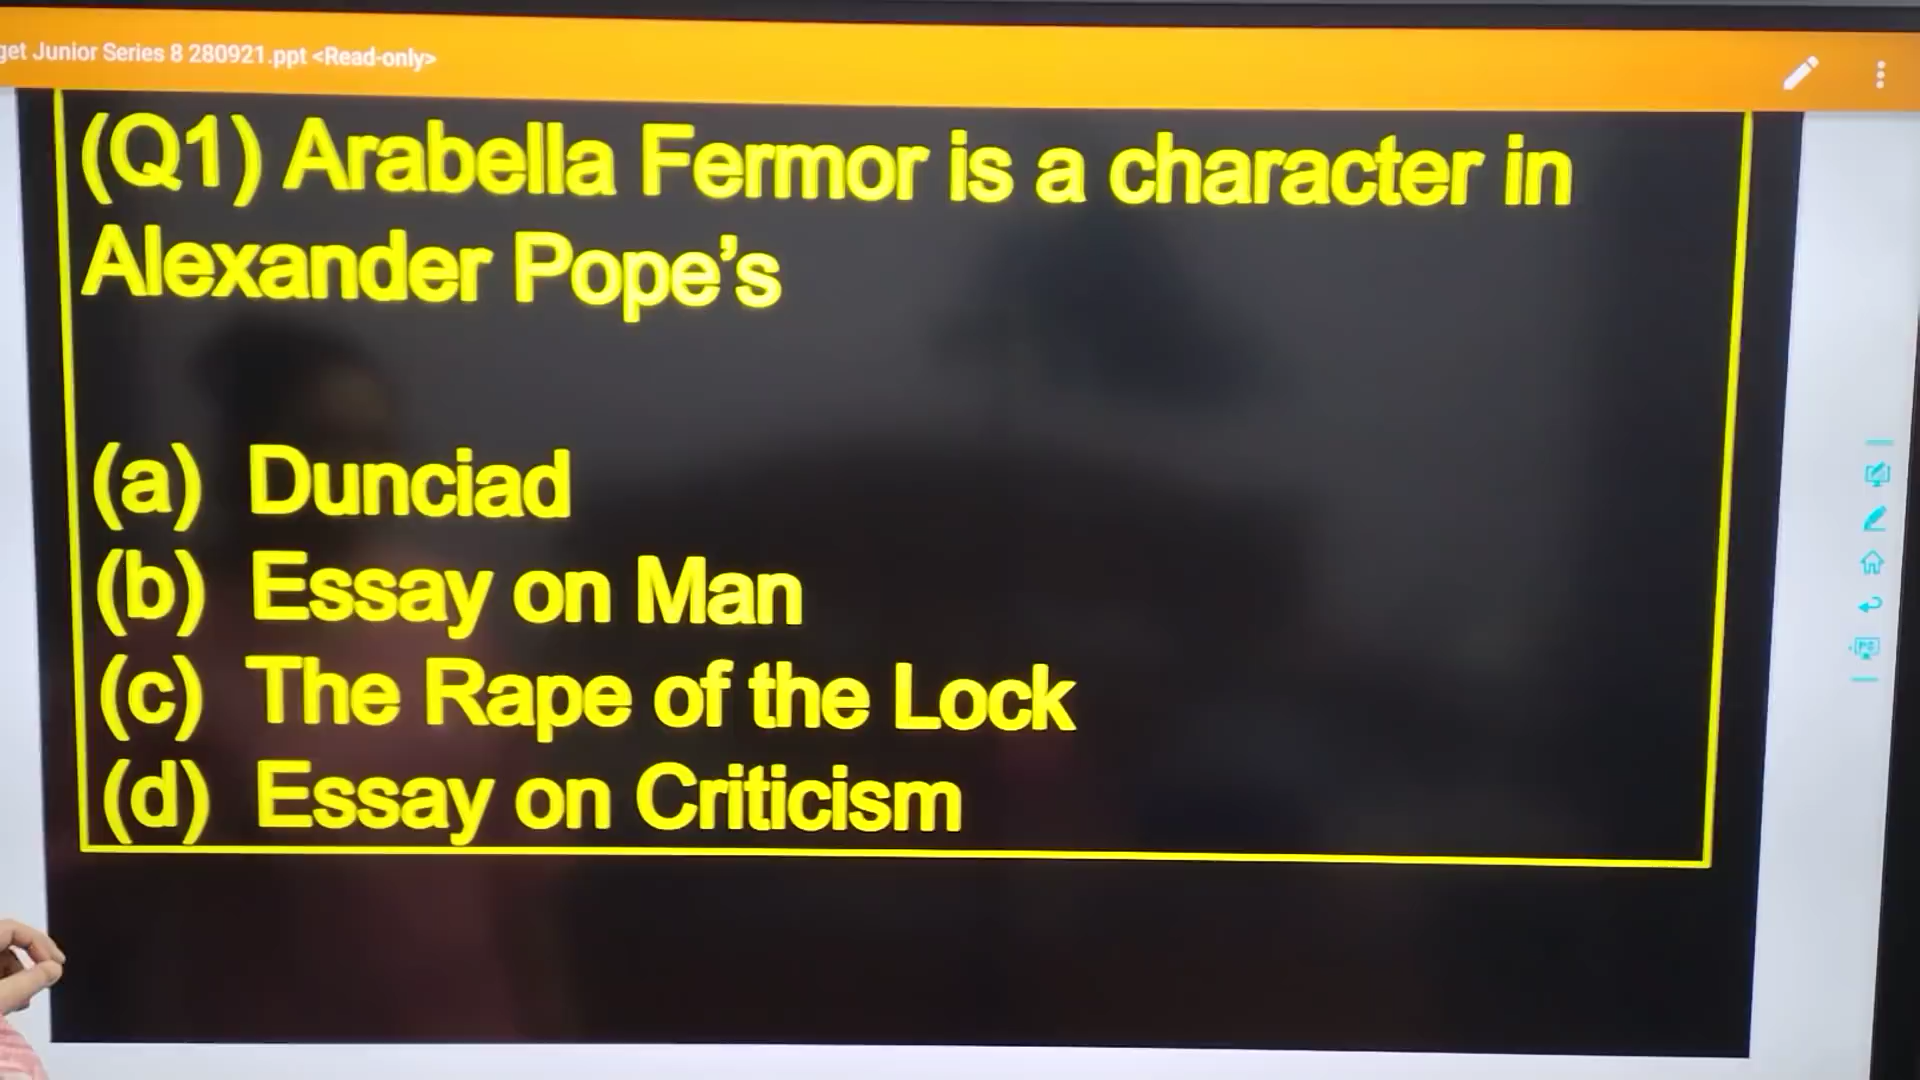 get Junior Series 8 280921.ppt <Read-only>
(Q1) Arabella Fermor is a character in
Alexander Pope’s
(a) Dunciad
(b) Essay on Man
(c) The Rape of the Lock
(d) Essay on Criticism